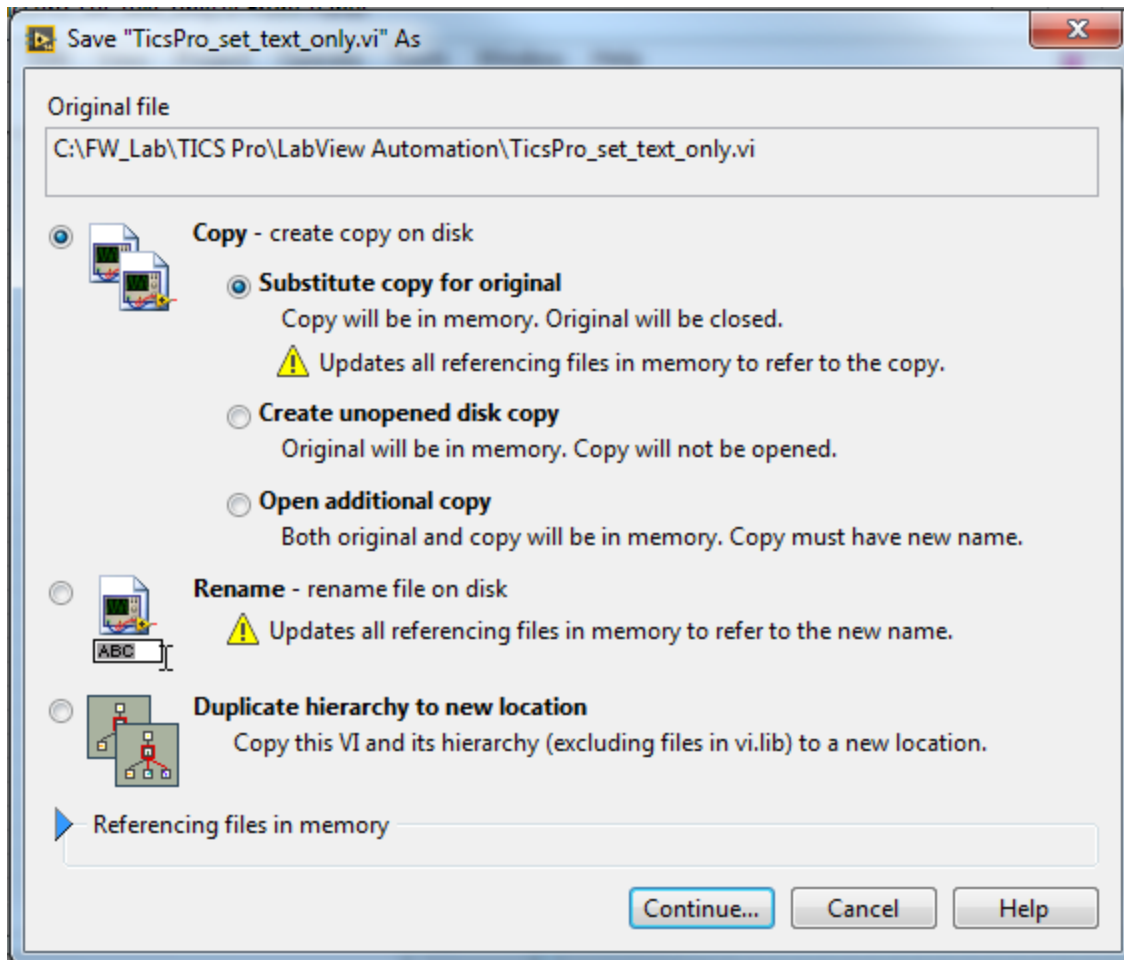 Save "TicsPro_set_text_only.vi" As
X
Original file
C:\FW_Lab\TICS Pro\LabView Automation\TicsPro_set_text_only.vi
Copy - create copy on disk
Substitute copy for original
Copy will be in memory. Original will be closed.
Updates all referencing files in memory to refer to the copy.
Create unopened disk copy
Original will be in memory. Copy will not be opened.
Open additional copy
Both original and copy will be in memory. Copy must have new name.
Rename - rename file on disk
Updates all referencing files in memory to refer to the new name.
ABC
Duplicate hierarchy to new location
Copy this VI and its hierarchy (excluding files in vi.lib) to a new location.
Referencing files in memory
Continue... Cancel Help